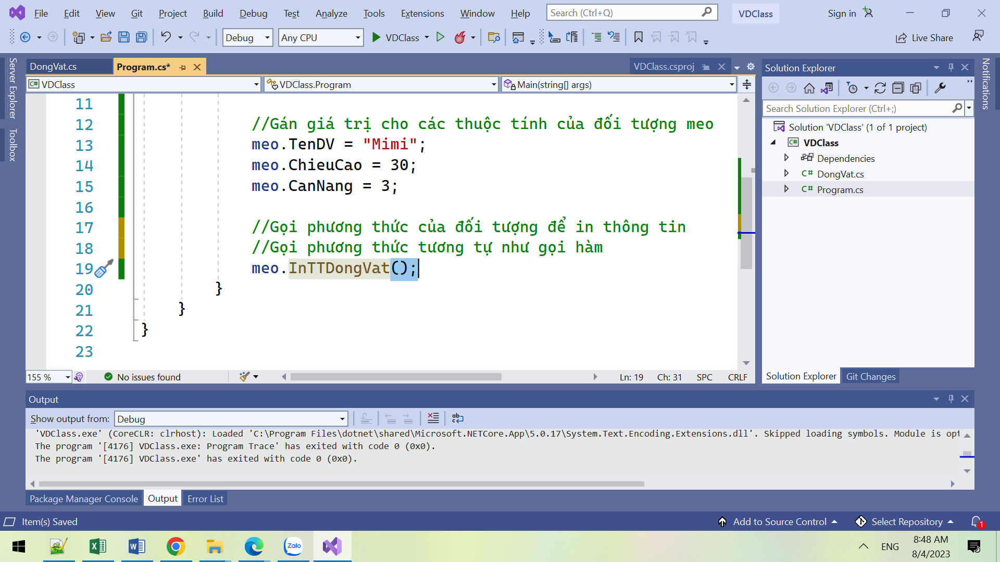 File Edit View Git Project Build Debug Test Analyze Tools Extensions Window Help Search (Ctrl+Q) VDClass Sign in
Debug Any CPU VDClass Live Share
Server Explorer
Toolbox
DongVat.cs Program.cs* VDClass.csproj
C# VDClass VDClass.Program Main(string[] args)
11
12 //Gán giá trị cho các thuộc tính của đối tượng meo
13 meo.TenDV = "Mimi";
14 meo.ChieuCao = 30;
15 meo.CanNang = 3;
16
17 //Gọi phương thức của đối tượng để in thông tin
18 //Gọi phương thức tương tự như gọi hàm
19 meo.InTTDongVat();
20 }
21 }
22 }
23
155 % No issues found Ln: 19 Ch: 31 SPC CRLF
Solution Explorer
Search Solution Explorer (Ctrl+;)
Solution 'VDClass' (1 of 1 project)
C# VDClass
Dependencies
C# DongVat.cs
C# Program.cs
Solution Explorer Git Changes
Notifications
Output
Show output from: Debug
'VDClass.exe' (CoreCLR: clrhost): Loaded 'C:\Program Files\dotnet\shared\Microsoft.NETCore.App\5.0.17\System.Text.Encoding.Extensions.dll'. Skipped loading symbols. Module is opt
The program '[4176] VDClass.exe: Program Trace' has exited with code 0 (0x0).
The program '[4176] VDClass.exe' has exited with code 0 (0x0).
Package Manager Console Output Error List
Item(s) Saved Add to Source Control Select Repository 1
Zalo ENG 8:48 AM
8/4/2023